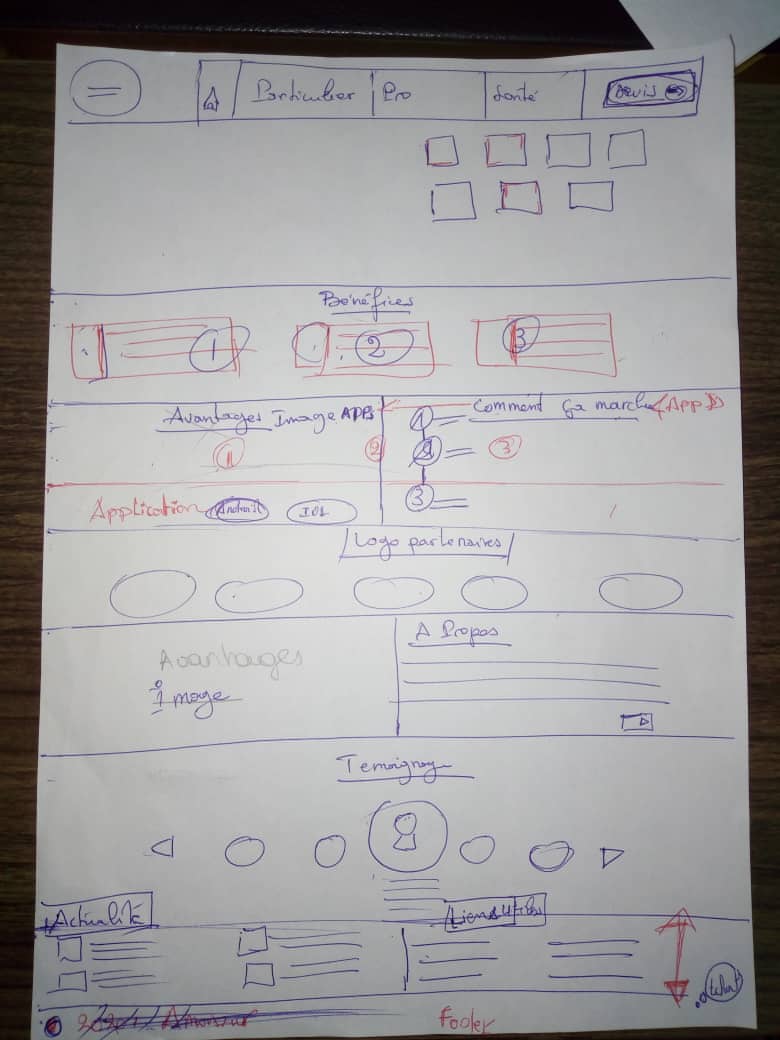 Particulier Pro Santé Devis
Bénéfices
1 2 3
Avantages Image APPS Comment ça marche (App)
1
1 2 2 3
Application Android IOS 3
Logo partenaires
Avantages A Propos
image
Temoignage
Actualité Liens Utiles
chat
Footer